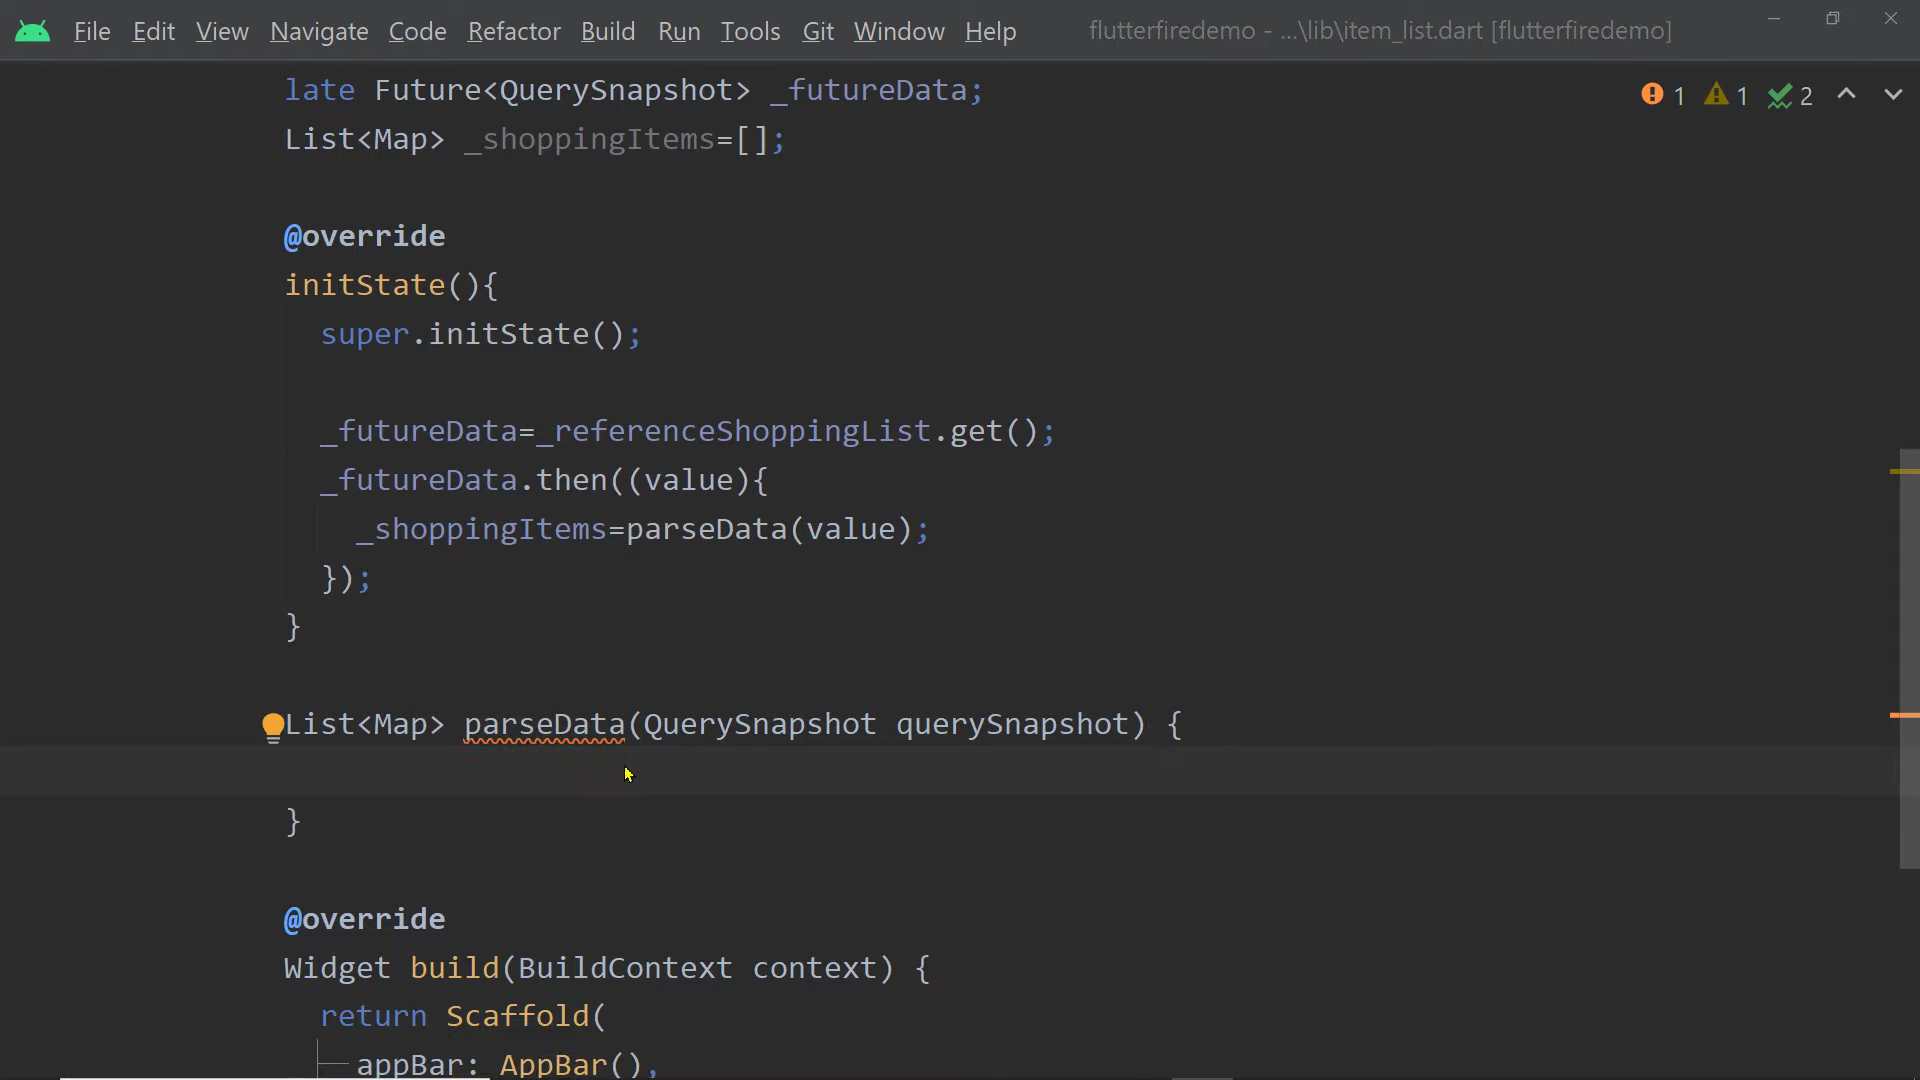 File Edit View Navigate Code Refactor Build Run Tools Git Window Help flutterfiredemo - ...\lib\item_list.dart [flutterfiredemo]
1 1 2
late Future<QuerySnapshot> _futureData;
List<Map> _shoppingItems=[];
@override
initState(){
super.initState();
_futureData=_referenceShoppingList.get();
_futureData.then((value){
_shoppingItems=parseData(value);
});
}
List<Map> parseData(QuerySnapshot querySnapshot) {
}
@override
Widget build(BuildContext context) {
return Scaffold(
appBar: AppBar(),